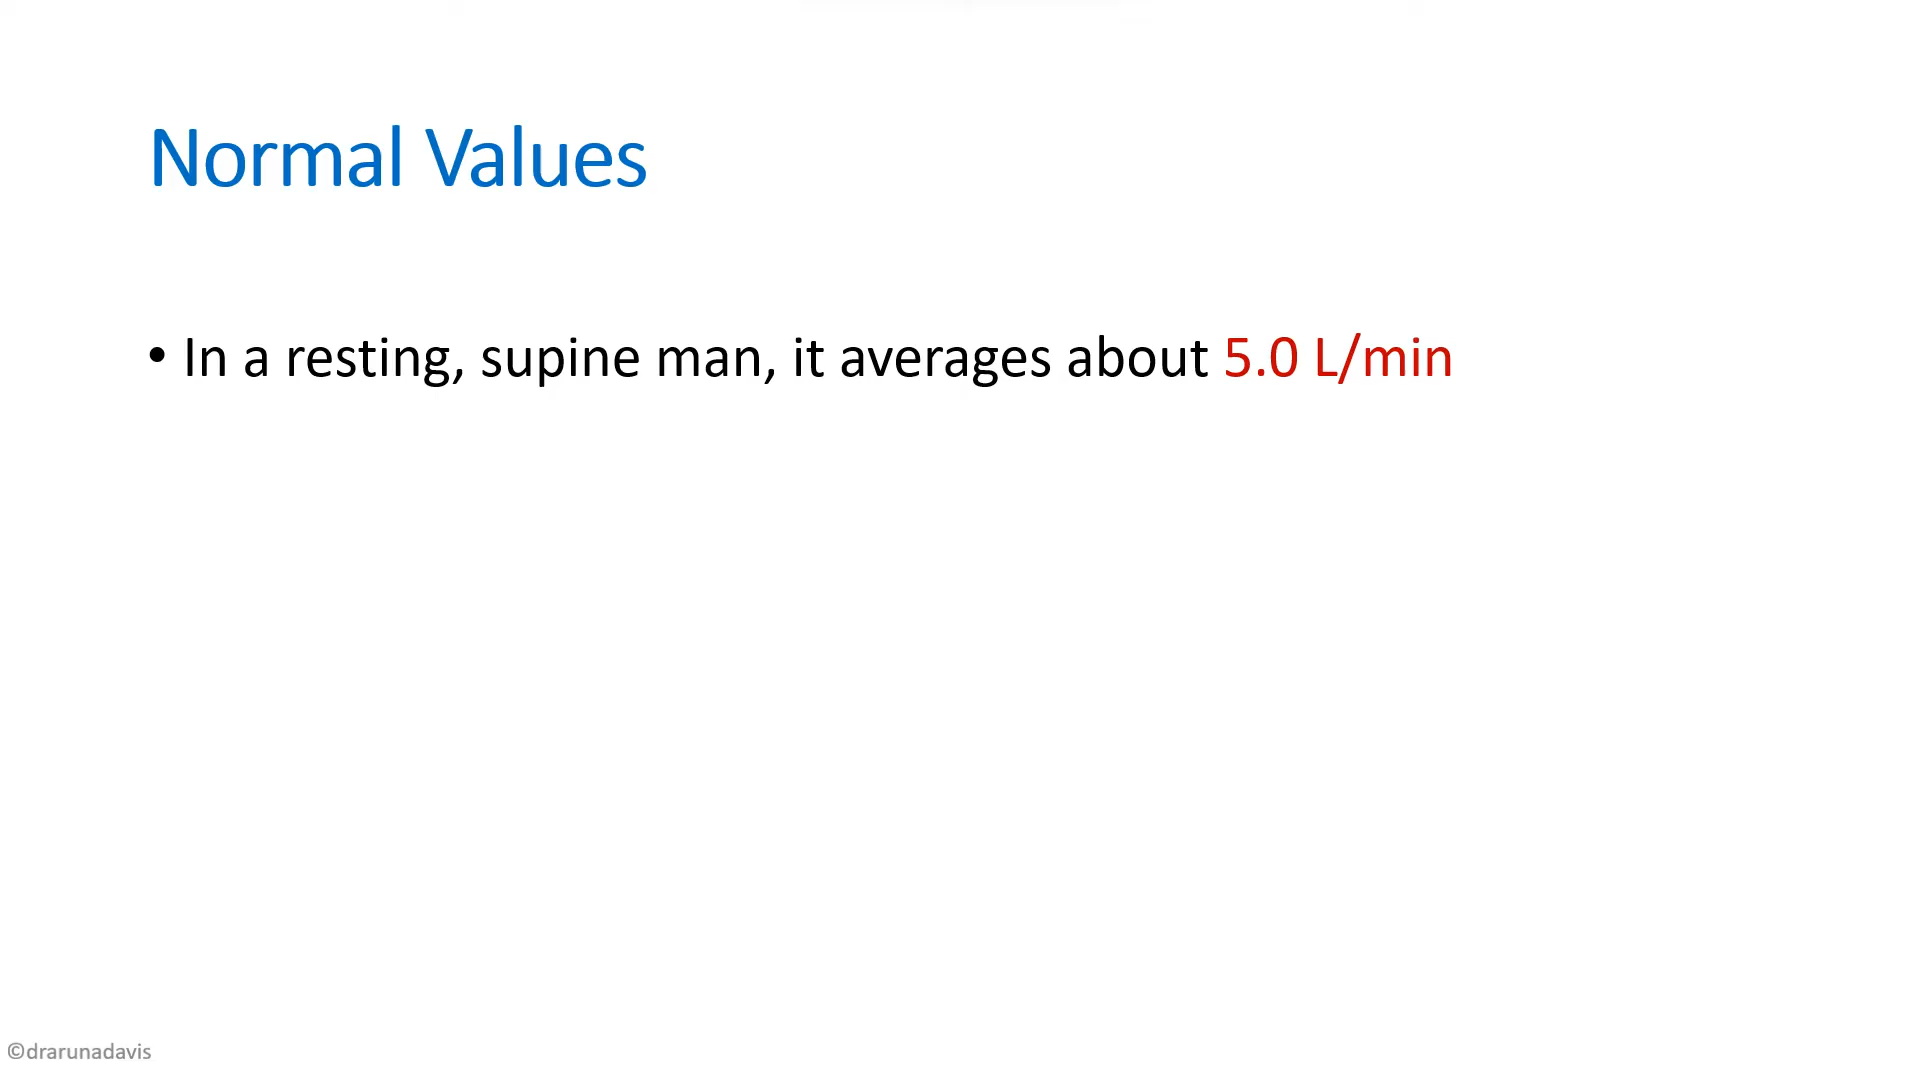 Normal Values
• In a resting, supine man, it averages about 5.0 L/min
©drarunadavis